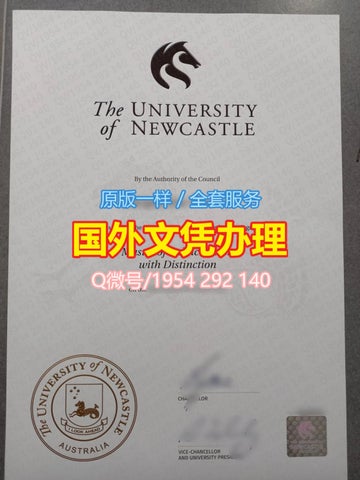 The UNIVERSITY
of NEWCASTLE
By the Authority of the Council
原版一样/全套服务
国外文凭办理
with Distinction
Q微号/1954 292 140
THE UNIVERSITY OF NEWCASTLE
I LOOK AHEAD
AUSTRALIA
CHANCELLOR
VICE-CHANCELLOR
AND UNIVERSITY PRESIDENT